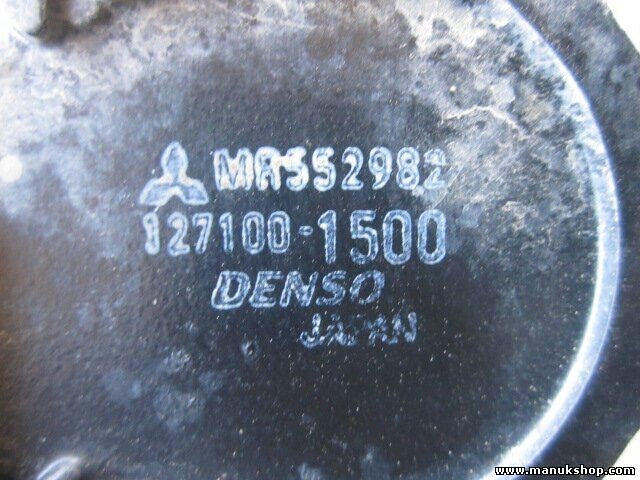 MR552982
127100-1500
DENSO
JAPAN
www.manukshop.com